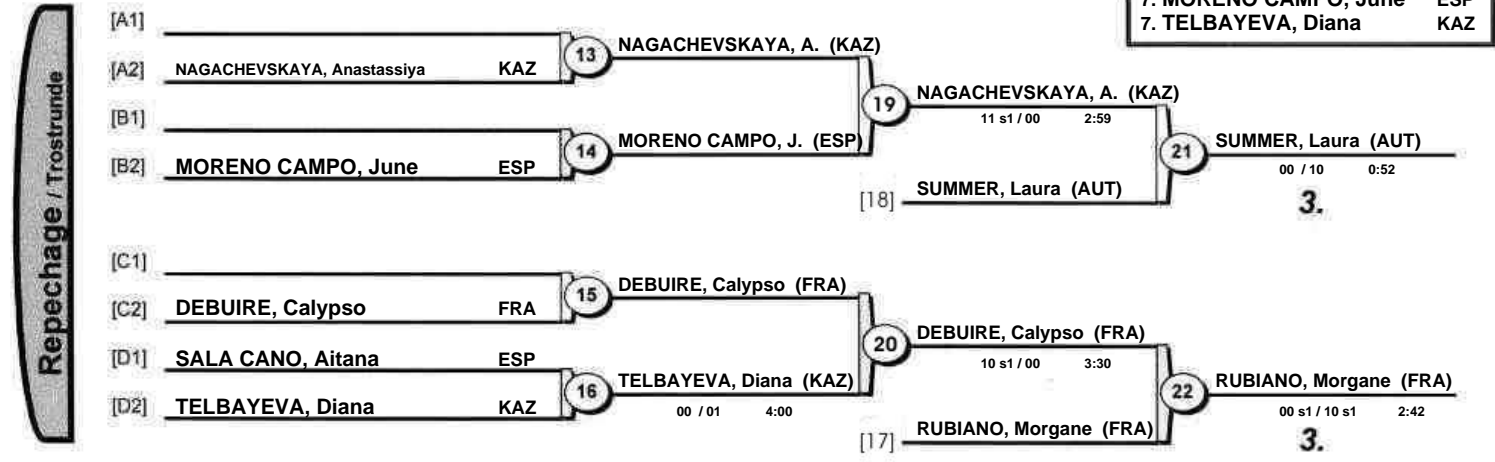 7. MORENO CAMPO, June ESP
7. TELBAYEVA, Diana KAZ
Repechage / Trostrunde
[A1]
[A2] NAGACHEVSKAYA, Anastassiya KAZ
13 NAGACHEVSKAYA, A. (KAZ)
[B1]
[B2] MORENO CAMPO, June ESP
14 MORENO CAMPO, J. (ESP)
19 NAGACHEVSKAYA, A. (KAZ)
11 s1 / 00 2:59
[18] SUMMER, Laura (AUT)
21 SUMMER, Laura (AUT)
00 / 10 0:52
3.
[C1]
[C2] DEBUIRE, Calypso FRA
15 DEBUIRE, Calypso (FRA)
[D1] SALA CANO, Aitana ESP
[D2] TELBAYEVA, Diana KAZ
16 TELBAYEVA, Diana (KAZ)
00 / 01 4:00
20 DEBUIRE, Calypso (FRA)
10 s1 / 00 3:30
[17] RUBIANO, Morgane (FRA)
22 RUBIANO, Morgane (FRA)
00 s1 / 10 s1 2:42
3.